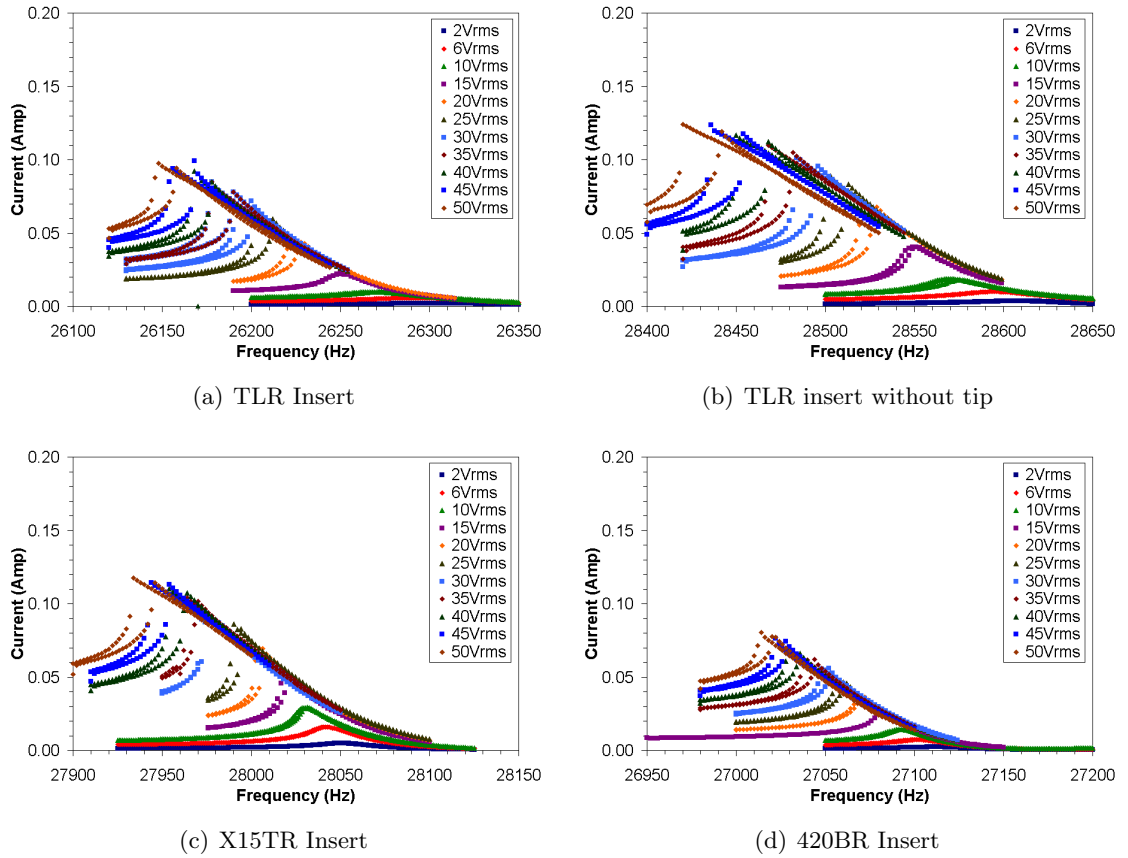 0.20
0.15
0.10
0.05
0.00
Current (Amp)
2Vrms
6Vrms
10Vrms
15Vrms
20Vrms
25Vrms
30Vrms
35Vrms
40Vrms
45Vrms
50Vrms
26100 26150 26200 26250 26300 26350
Frequency (Hz)
(a) TLR Insert
0.20
0.15
0.10
0.05
0.00
Current (Amp)
2Vrms
6Vrms
10Vrms
15Vrms
20Vrms
25Vrms
30Vrms
35Vrms
40Vrms
45Vrms
50Vrms
28400 28450 28500 28550 28600 28650
Frequency (Hz)
(b) TLR insert without tip
0.20
0.15
0.10
0.05
0.00
Current (Amp)
2Vrms
6Vrms
10Vrms
15Vrms
20Vrms
25Vrms
30Vrms
35Vrms
40Vrms
45Vrms
50Vrms
27900 27950 28000 28050 28100 28150
Frequency (Hz)
(c) X15TR Insert
0.20
0.15
0.10
0.05
0.00
Current (Amp)
2Vrms
6Vrms
10Vrms
15Vrms
20Vrms
25Vrms
30Vrms
35Vrms
40Vrms
45Vrms
50Vrms
26950 27000 27050 27100 27150 27200
Frequency (Hz)
(d) 420BR Insert